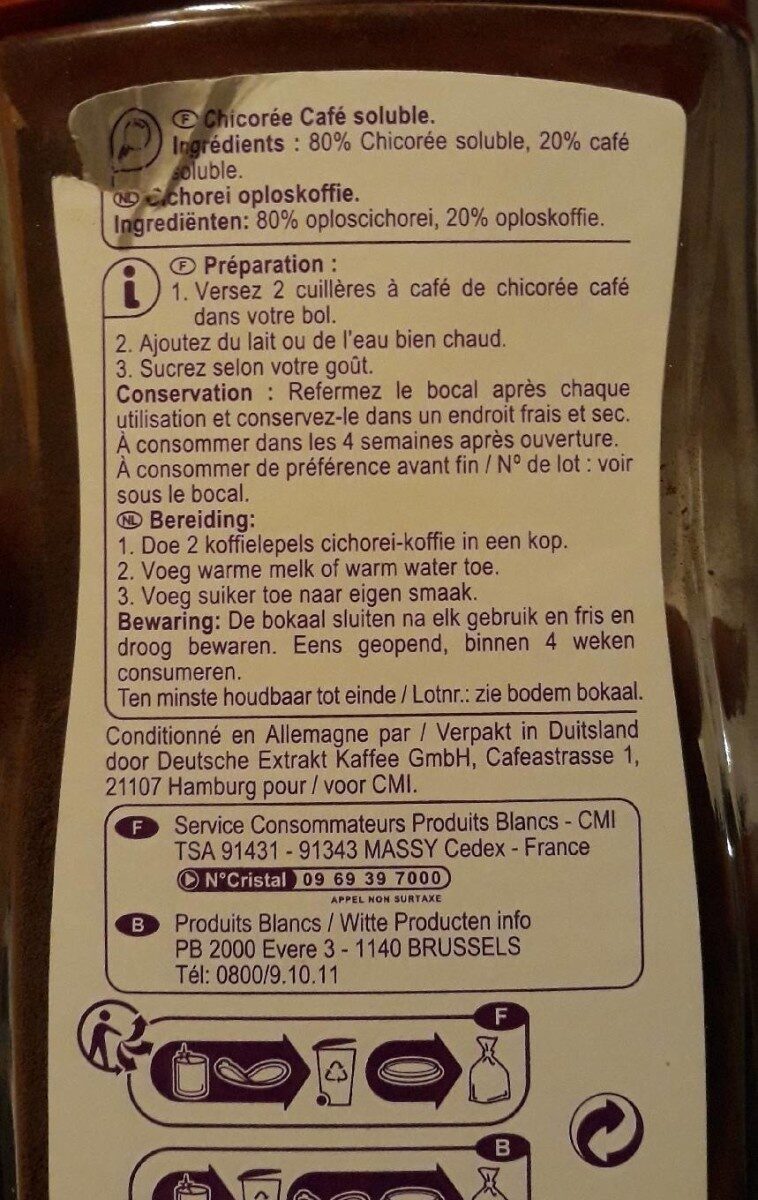 F Chicorée Café soluble.
Ingrédients : 80% Chicorée soluble, 20% café
soluble.
NL Cichorei oploskoffie.
Ingrediënten: 80% oploscichorei, 20% oploskoffie.
i F Préparation :
1. Versez 2 cuillères à café de chicorée café
dans votre bol.
2. Ajoutez du lait ou de l'eau bien chaud.
3. Sucrez selon votre goût.
Conservation : Refermez le bocal après chaque
utilisation et conservez-le dans un endroit frais et sec.
À consommer dans les 4 semaines après ouverture.
À consommer de préférence avant fin / N° de lot : voir
sous le bocal.
NL Bereiding:
1. Doe 2 koffielepels cichorei-koffie in een kop.
2. Voeg warme melk of warm water toe.
3. Voeg suiker toe naar eigen smaak.
Bewaring: De bokaal sluiten na elk gebruik en fris en
droog bewaren. Eens geopend, binnen 4 weken
consumeren.
Ten minste houdbaar tot einde / Lotnr.: zie bodem bokaal.
Conditionné en Allemagne par / Verpakt in Duitsland
door Deutsche Extrakt Kaffee GmbH, Cafeastrasse 1,
21107 Hamburg pour / voor CMI.
F Service Consommateurs Produits Blancs - CMI
TSA 91431 - 91343 MASSY Cedex - France
N°Cristal 09 69 39 7000
APPEL NON SURTAXE
B Produits Blancs / Witte Producten info
PB 2000 Evere 3 - 1140 BRUSSELS
Tél: 0800/9.10.11
F
B